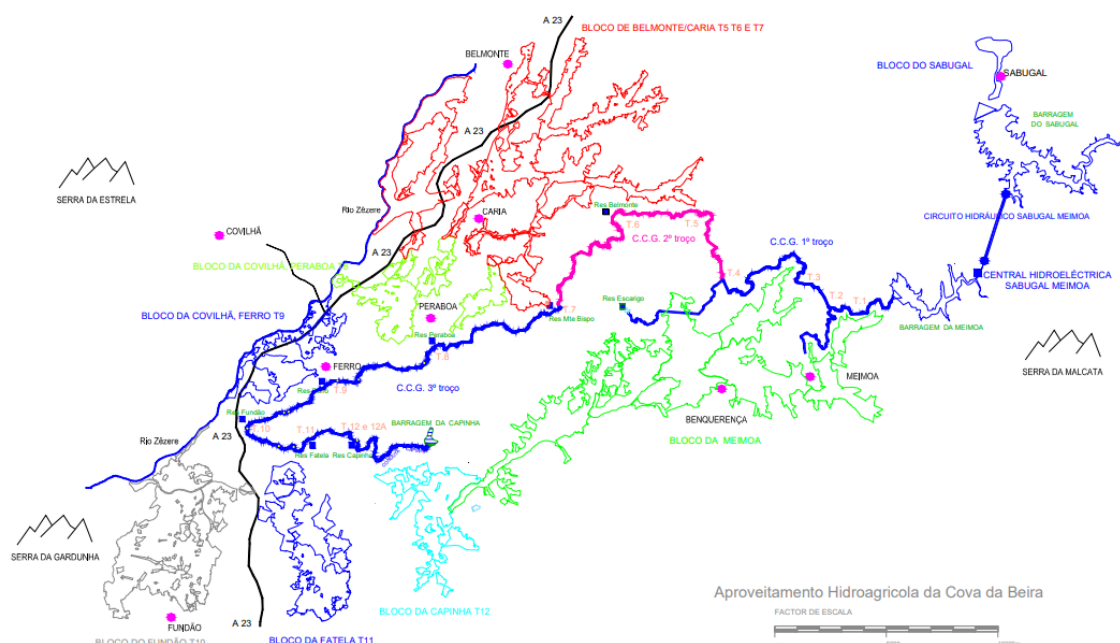 A 23
BLOCO DE BELMONTE/CARIA T5 T6 E T7
BELMONTE
BLOCO DO SABUGAL
SABUGAL
BARRAGEM
DO SABUGAL
A 23
SERRA DA ESTRELA
Rio Zêzere
CARIA
Res Belmonte
T.6
T.5
CIRCUITO HIDRÁULICO SABUGAL MEIMOA
COVILHÃ
C.C.G. 2º troço
C.C.G. 1º troço
A 23
BLOCO DA COVILHÃ, PERABOA
T.4
CENTRAL HIDROELÉCTRICA
SABUGAL MEIMOA
T.2
T.1
PERABOA
Res Escarigo
T.7
Res Mte Bispo
BLOCO DA COVILHÃ, FERRO T9
BARRAGEM DA MEIMOA
Res Peraboa
T.8
FERRO
SERRA DA MALCATA
MEIMOA
C.C.G. 3º troço
T.9
BENQUERENÇA
Res Fundão
T.10
T.11
T.12 e 12A
BARRAGEM DA CAPINHA
Rio Zêzere
A 23
BLOCO DA MEIMOA
Res Fatela
Res Capinha
SERRA DA GARDUNHA
Aproveitamento Hidroagricola da Cova da Beira
BLOCO DA CAPINHA T12
FACTOR DE ESCALA
FUNDÃO
A 23
BLOCO DO FUNDÃO T10
BLOCO DA FATELA T11